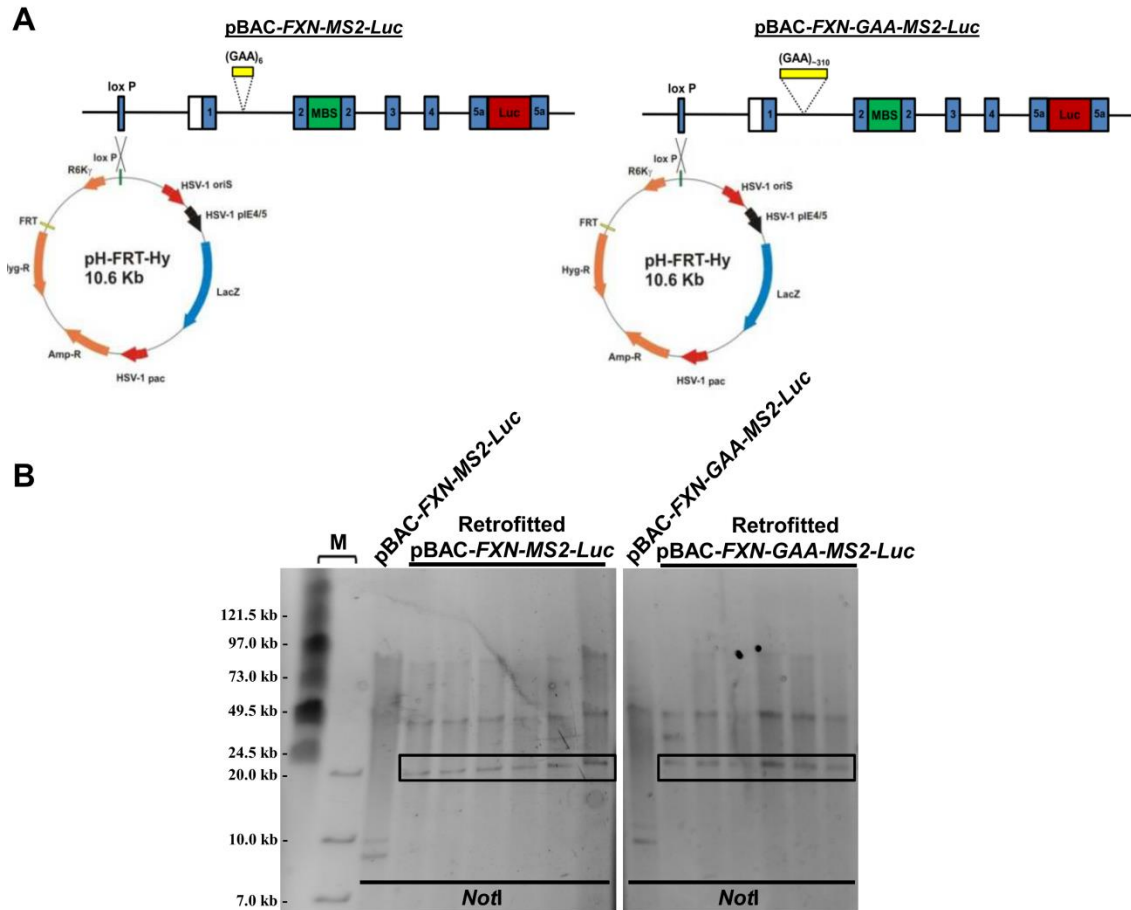 A
pBAC-FXN-MS2-Luc
(GAA)6
lox P
1
2
MBS
2
3
4
5a
Luc
5a
lox P
R6Kγ
HSV-1 oriS
HSV-1 pIE4/5
FRT
pH-FRT-Hy
10.6 Kb
Hyg-R
LacZ
Amp-R
HSV-1 pac
pBAC-FXN-GAA-MS2-Luc
(GAA)~310
lox P
1
2
MBS
2
3
4
5a
Luc
5a
lox P
R6Kγ
HSV-1 oriS
HSV-1 pIE4/5
FRT
pH-FRT-Hy
10.6 Kb
Hyg-R
LacZ
Amp-R
HSV-1 pac
B
M
pBAC-FXN-MS2-Luc
Retrofitted
pBAC-FXN-MS2-Luc
pBAC-FXN-GAA-MS2-Luc
Retrofitted
pBAC-FXN-GAA-MS2-Luc
121.5 kb -
97.0 kb -
73.0 kb -
49.5 kb -
24.5 kb -
20.0 kb -
10.0 kb -
7.0 kb -
NotI
NotI